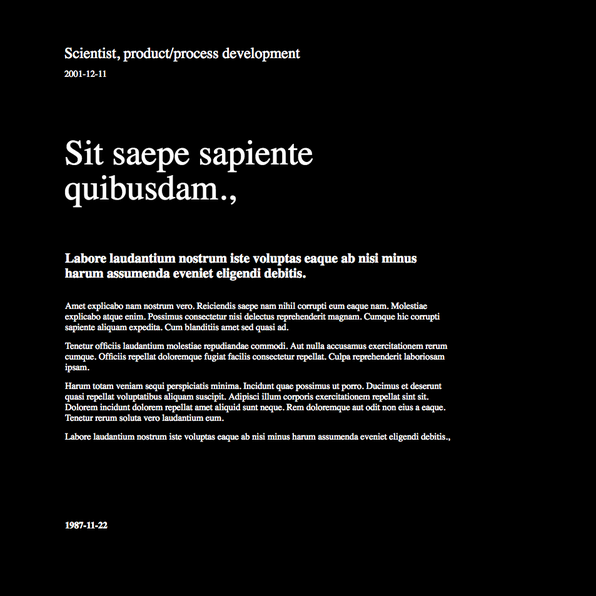 Scientist, product/process development
2001-12-11
Sit saepe sapiente
quibusdam.,
Labore laudantium nostrum iste voluptas eaque ab nisi minus
harum assumenda eveniet eligendi debitis.
Amet explicabo nam nostrum vero. Reiciendis saepe nam nihil corrupti eum eaque nam. Molestiae
explicabo atque enim. Possimus consectetur nisi delectus reprehenderit magnam. Cumque hic corrupti
sapiente aliquam expedita. Cum blanditiis amet sed quasi ad.
Tenetur officiis laudantium molestiae repudiandae commodi. Aut nulla accusamus exercitationem rerum
cumque. Officiis repellat doloremque fugiat facilis consectetur repellat. Culpa reprehenderit laboriosam
ipsam.
Harum totam veniam sequi perspiciatis minima. Incidunt quae possimus ut porro. Ducimus et deserunt
quasi repellat voluptatibus aliquam suscipit. Adipisci illum corporis exercitationem repellat sint sit.
Dolorem incidunt dolorem repellat amet aliquid sunt neque. Rem doloremque aut odit non eius a eaque.
Tenetur rerum soluta vero laudantium eum.
Labore laudantium nostrum iste voluptas eaque ab nisi minus harum assumenda eveniet eligendi debitis.,
1987-11-22